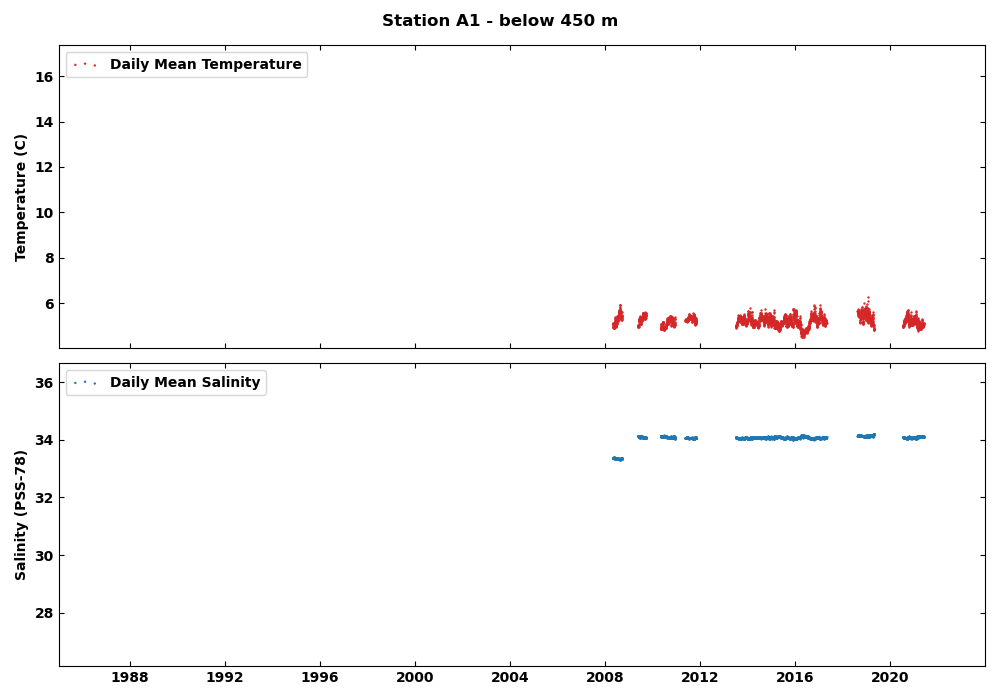 Station A1 - below 450 m
Daily Mean Temperature
16
14
12
10
8
6
Temperature (C)
Daily Mean Salinity
36
34
32
30
28
Salinity (PSS-78)
1988 1992 1996 2000 2004 2008 2012 2016 2020